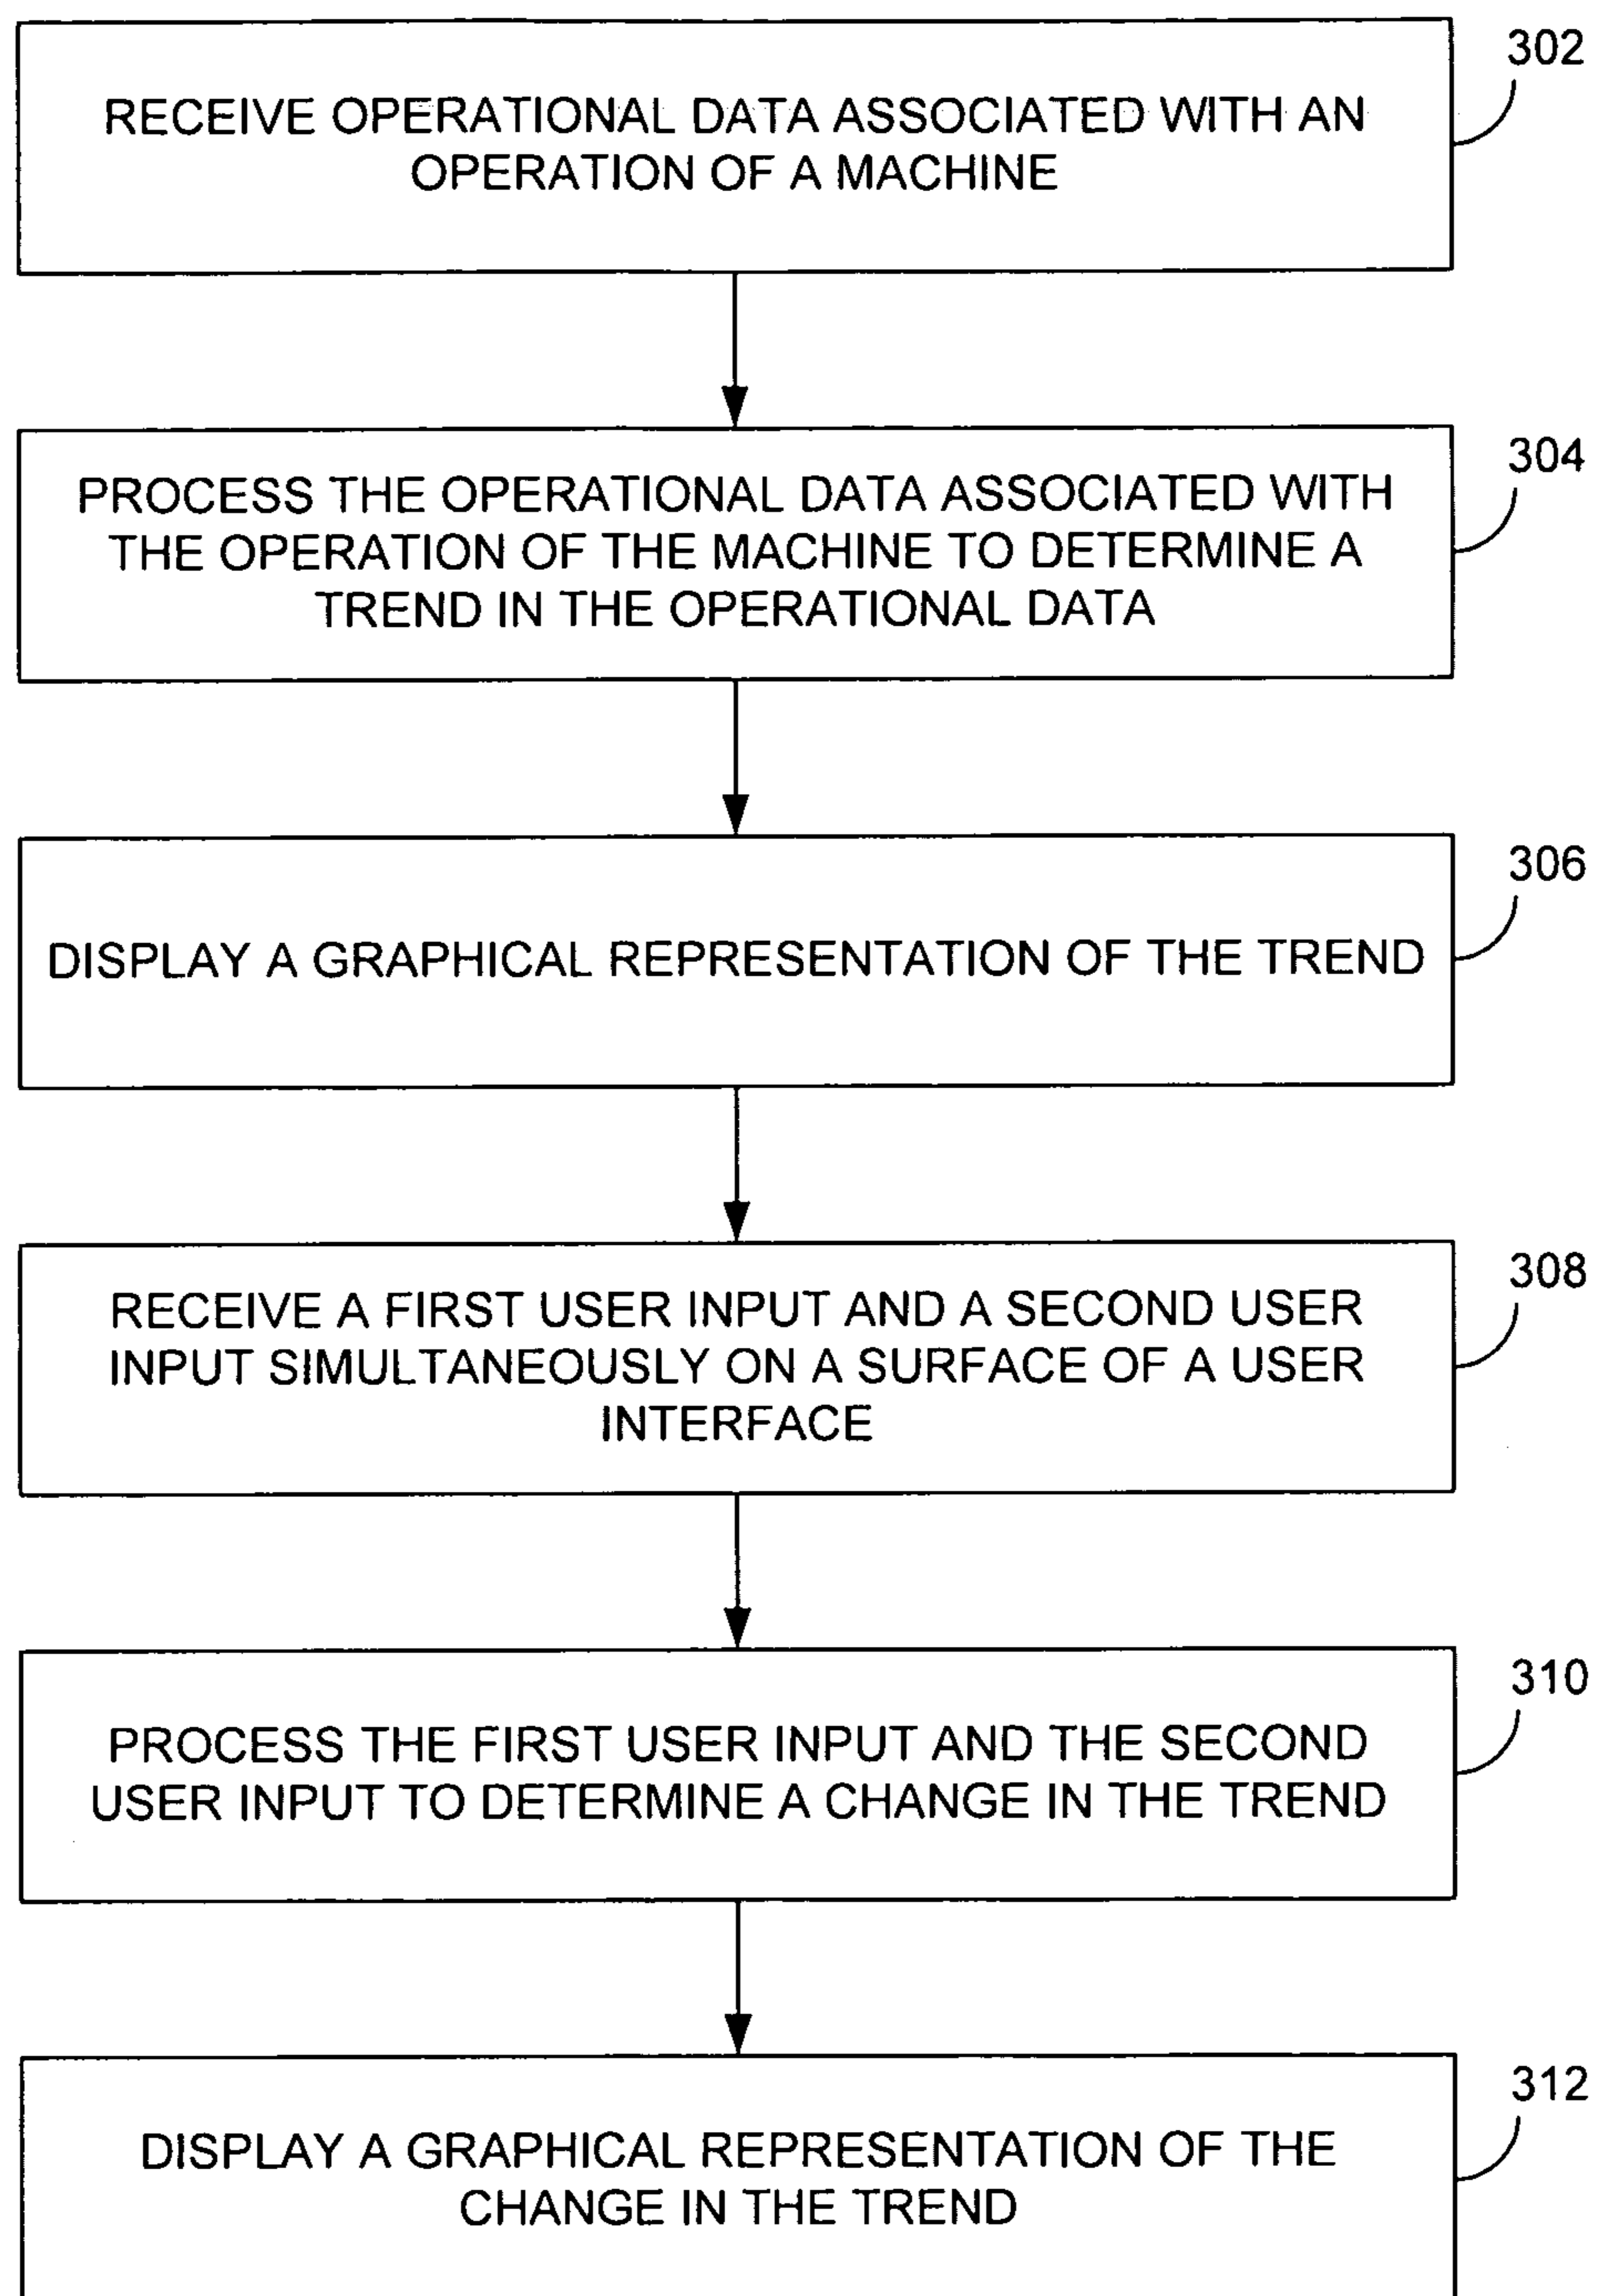 302
RECEIVE OPERATIONAL DATA ASSOCIATED WITH AN
OPERATION OF A MACHINE
304
PROCESS THE OPERATIONAL DATA ASSOCIATED WITH
THE OPERATION OF THE MACHINE TO DETERMINE A
TREND IN THE OPERATIONAL DATA
306
DISPLAY A GRAPHICAL REPRESENTATION OF THE TREND
308
RECEIVE A FIRST USER INPUT AND A SECOND USER
INPUT SIMULTANEOUSLY ON A SURFACE OF A USER
INTERFACE
310
PROCESS THE FIRST USER INPUT AND THE SECOND
USER INPUT TO DETERMINE A CHANGE IN THE TREND
312
DISPLAY A GRAPHICAL REPRESENTATION OF THE
CHANGE IN THE TREND